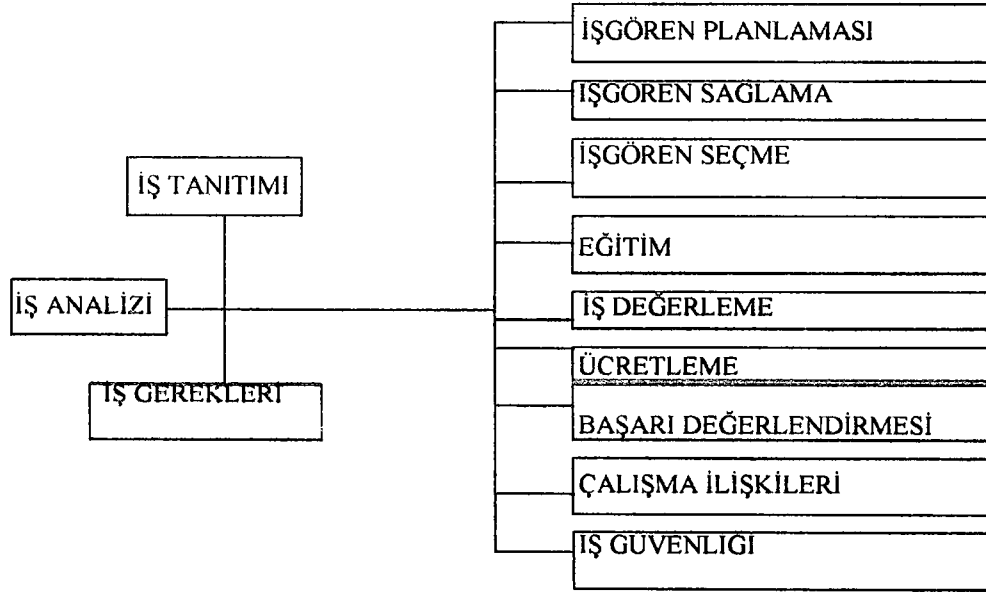 İŞ TANITIMI
İŞ ANALİZİ
İŞ GEREKLERİ
İŞGÖREN PLANLAMASI
İŞGÖREN SAĞLAMA
İŞGÖREN SEÇME
EĞİTİM
İŞ DEĞERLEME
ÜCRETLEME
BAŞARI DEĞERLENDİRMESİ
ÇALIŞMA İLİŞKİLERİ
İŞ GÜVENLİĞİ